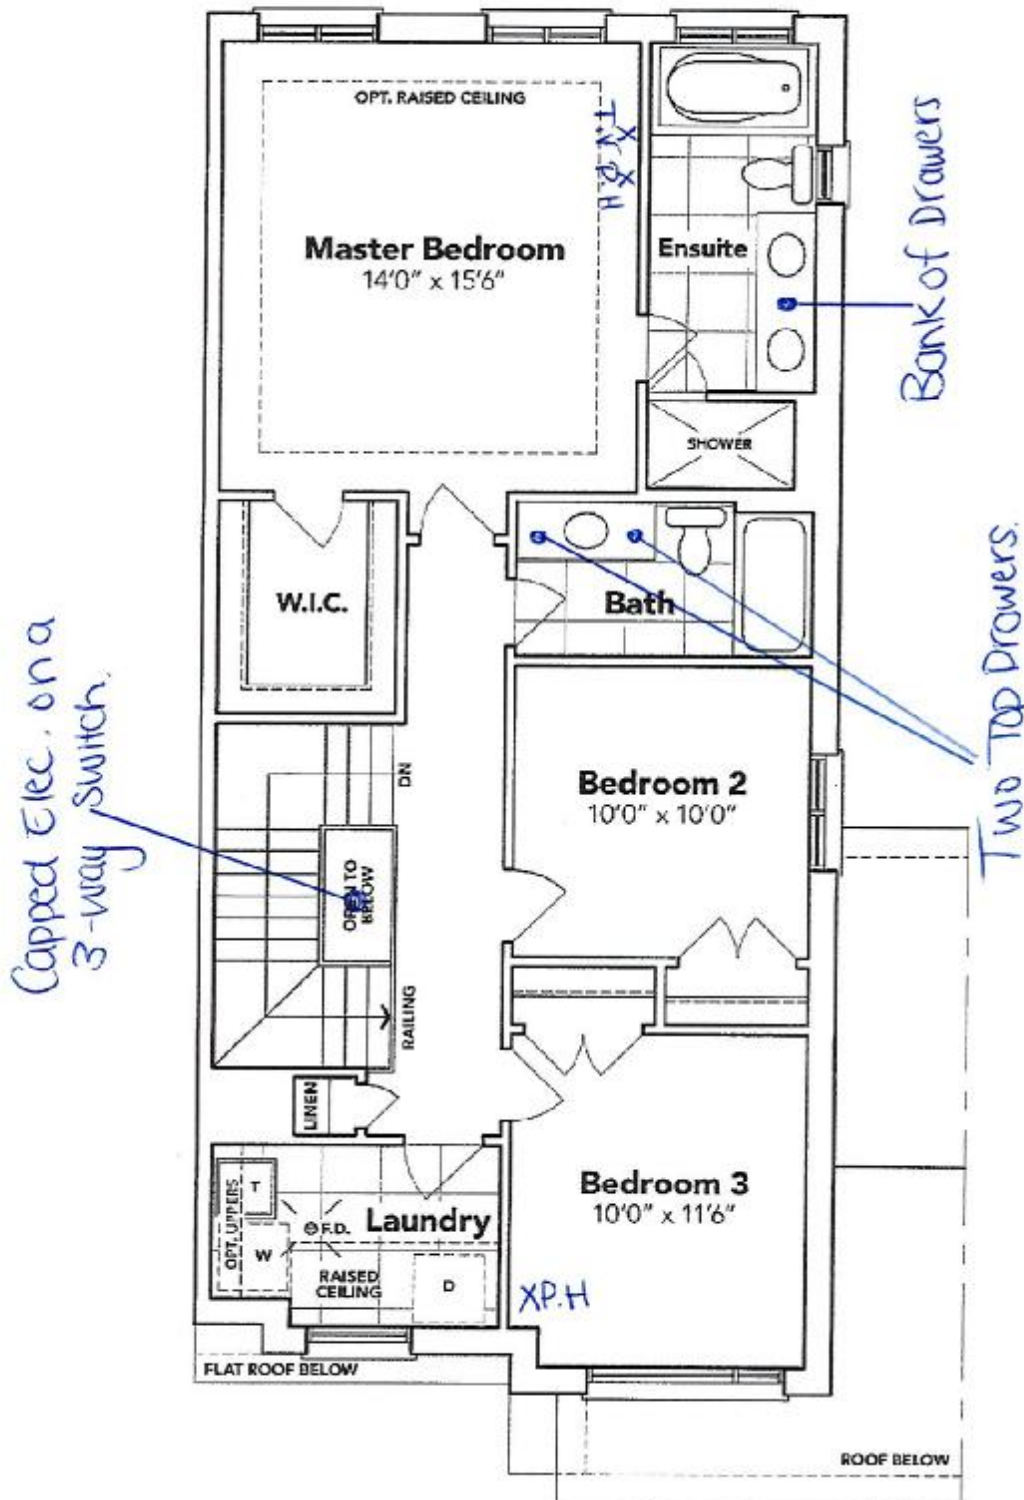 OPT. RAISED CEILING
X T.V.
X P.H
Master Bedroom
14'0" x 15'6"
Ensuite
Bank of Drawers
SHOWER
W.I.C.
Bath
Capped Elec. on a
3-way switch.
Two Top Drawers.
DN
Bedroom 2
10'0" x 10'0"
OPEN TO
BELOW
RAILING
LINEN
Bedroom 3
10'0" x 11'6"
OPT. UPPERS
T
F.D.
Laundry
W
RAISED
CEILING
D
XP.H
FLAT ROOF BELOW
ROOF BELOW